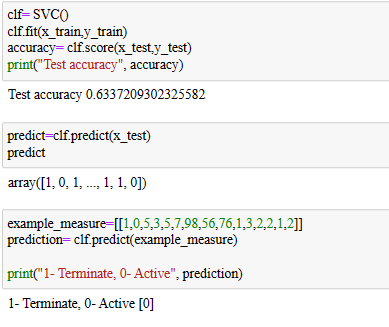 clf= SVC()
clf.fit(x_train,y_train)
accuracy= clf.score(x_test,y_test)
print("Test accuracy", accuracy)
Test accuracy 0.6337209302325582
predict=clf.predict(x_test)
predict
array([1, 0, 1, ..., 1, 1, 0])
example_measure=[[1,0,5,3,5,7,98,56,76,1,3,2,2,1,2]]
prediction= clf.predict(example_measure)
print("1- Terminate, 0- Active", prediction)
1- Terminate, 0- Active [0]